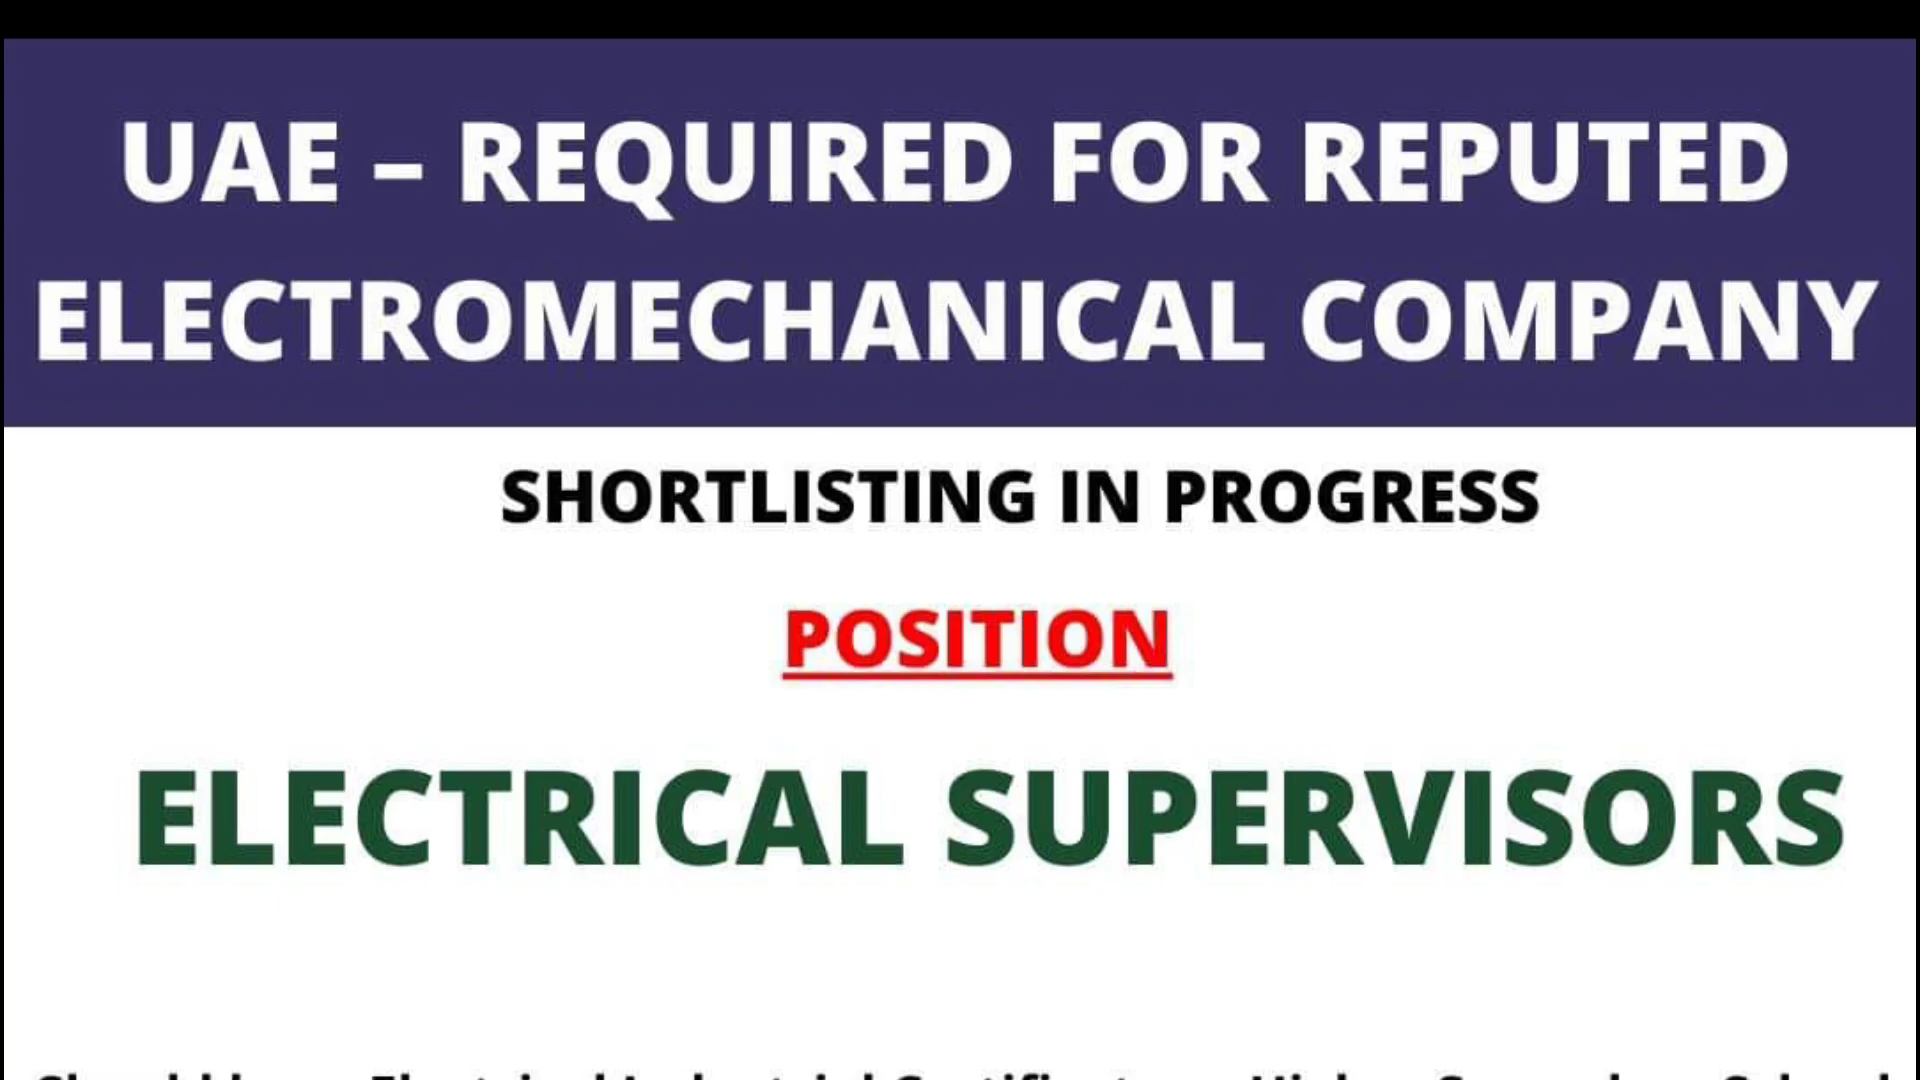 UAE – REQUIRED FOR REPUTED
ELECTROMECHANICAL COMPANY
SHORTLISTING IN PROGRESS
POSITION
ELECTRICAL SUPERVISORS